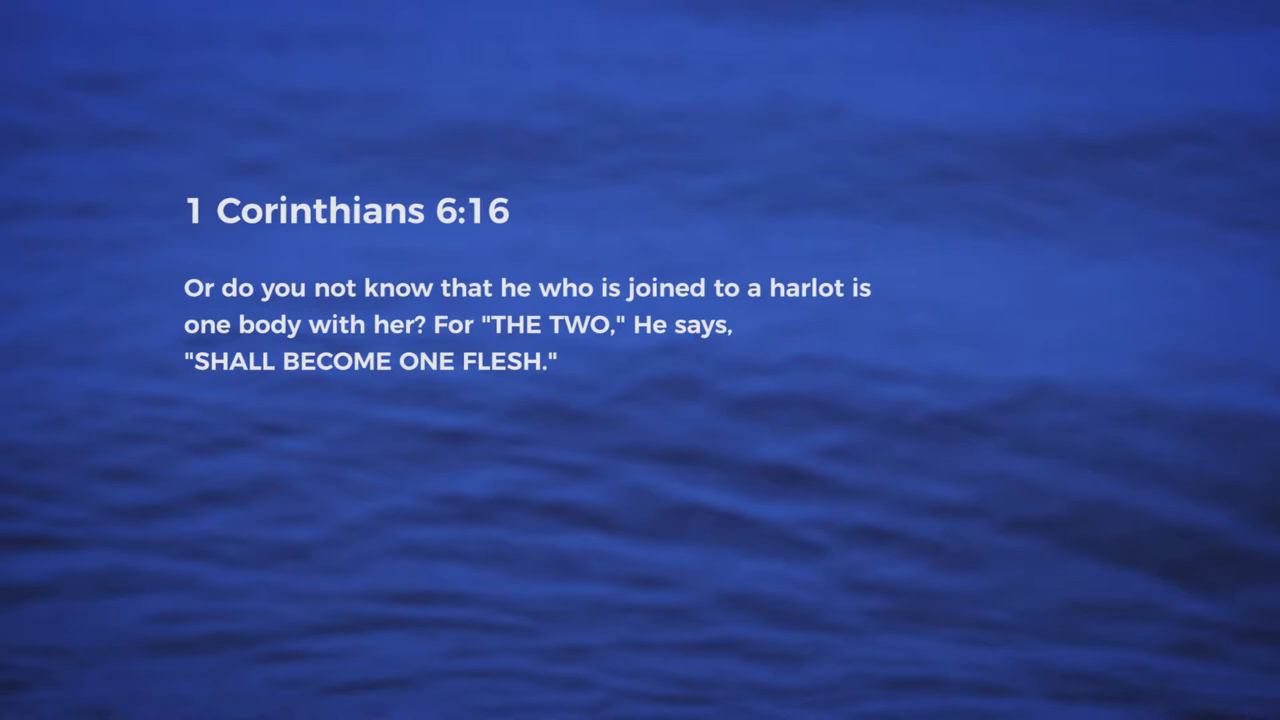 1 Corinthians 6:16
Or do you not know that he who is joined to a harlot is
one body with her? For "THE TWO," He says,
"SHALL BECOME ONE FLESH."